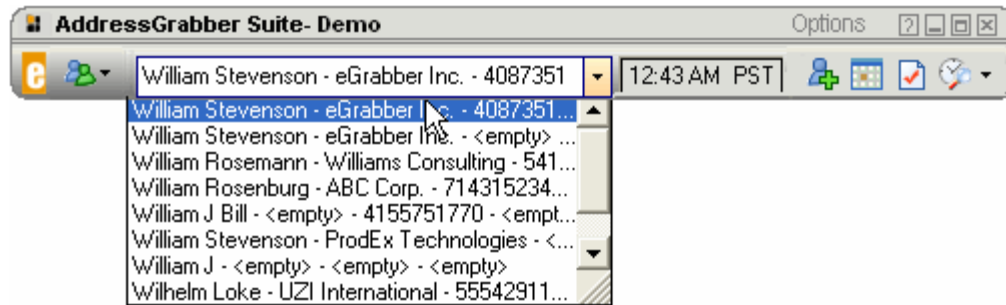 AddressGrabber Suite- Demo Options
e William Stevenson - eGrabber Inc. - 4087351 12:43 AM PST
William Stevenson - eGrabber Inc. - 4087351...
William Stevenson - eGrabber Inc. - <empty> ...
William Rosemann - Williams Consulting - 541...
William Rosenburg - ABC Corp. - 714315234...
William J Bill - <empty> - 4155751770 - <empt...
William Stevenson - ProdEx Technologies - <...
William J - <empty> - <empty> - <empty>
Wilhelm Loke - UZI International - 55542911...